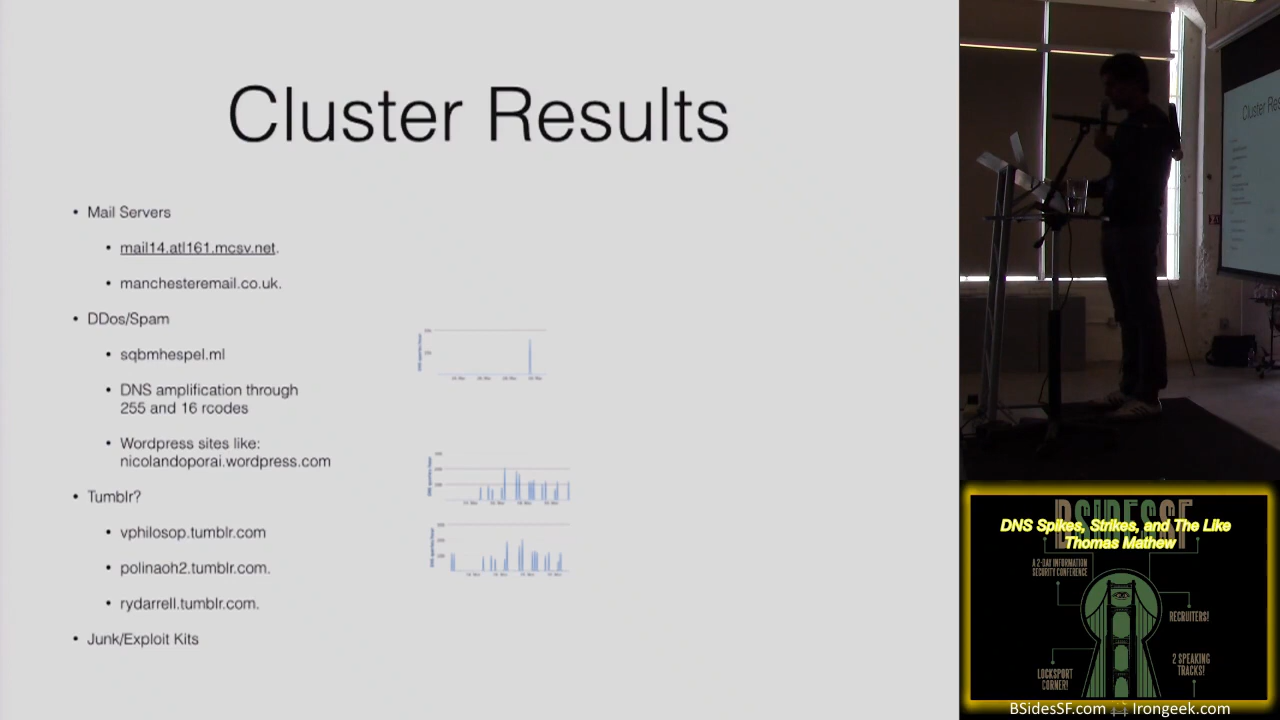 Cluster Results
• Mail Servers
• mail14.atl161.mcsv.net.
• manchesteremail.co.uk.
• DDos/Spam
• sqbmhespel.ml
• DNS amplification through
255 and 16 rcodes
• Wordpress sites like:
nicolandoporai.wordpress.com
• Tumblr?
• vphilosop.tumblr.com
• polinaoh2.tumblr.com.
• rydarrell.tumblr.com.
• Junk/Exploit Kits
Cluster Res
BSIDESSF
DNS Spikes, Strikes, and The Like
Thomas Mathew
A 2-DAY INFORMATION
SECURITY CONFERENCE
RECRUITERS!
LOCKSPORT
CORNER!
2 SPEAKING
TRACKS!
BSidesSF.com
Irongeek.com